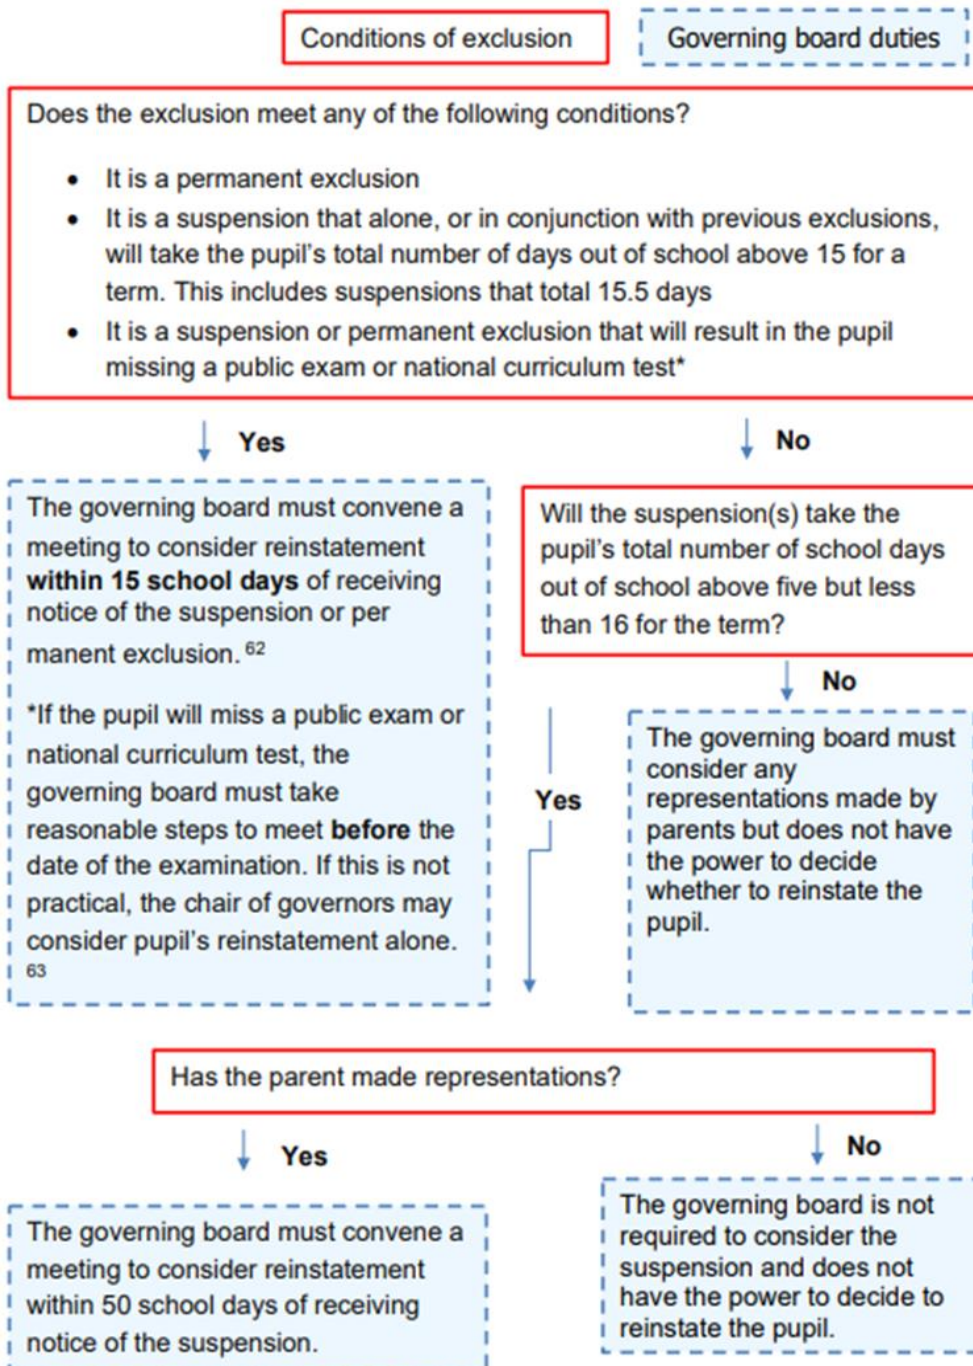 Conditions of exclusion
Governing board duties
Does the exclusion meet any of the following conditions?
• It is a permanent exclusion
• It is a suspension that alone, or in conjunction with previous exclusions,
will take the pupil's total number of days out of school above 15 for a
term. This includes suspensions that total 15.5 days
• It is a suspension or permanent exclusion that will result in the pupil
missing a public exam or national curriculum test*
Yes
No
The governing board must convene a
meeting to consider reinstatement
within 15 school days of receiving
notice of the suspension or per
manent exclusion. 62
*If the pupil will miss a public exam or
national curriculum test, the
governing board must take
reasonable steps to meet before the
date of the examination. If this is not
practical, the chair of governors may
consider pupil's reinstatement alone.
63
Will the suspension(s) take the
pupil's total number of school days
out of school above five but less
than 16 for the term?
No
Yes
The governing board must
consider any
representations made by
parents but does not have
the power to decide
whether to reinstate the
pupil.
Has the parent made representations?
Yes
No
The governing board must convene a
meeting to consider reinstatement
within 50 school days of receiving
notice of the suspension.
The governing board is not
required to consider the
suspension and does not
have the power to decide to
reinstate the pupil.